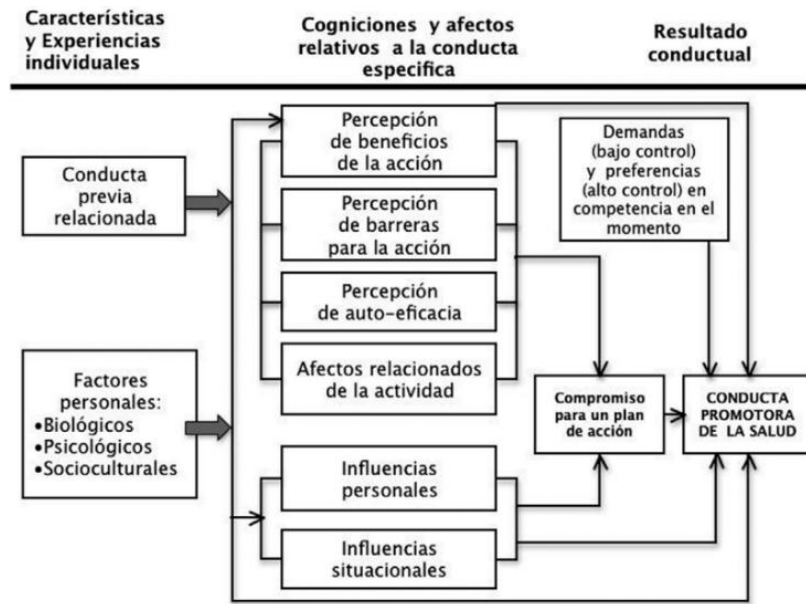 Características
y Experiencias
individuales
Cogniciones y afectos
relativos a la conducta
especifica
Resultado
conductual
Conducta
previa
relacionada
Factores
personales:
•Biológicos
•Psicológicos
•Socioculturales
Percepción
de beneficios
de la acción
Percepción
de barreras
para la acción
Percepción
de auto-eficacia
Afectos relacionados
de la actividad
Influencias
personales
Influencias
situacionales
Demandas
(bajo control)
y preferencias
(alto control) en
competencia en el
momento
Compromiso
para un plan
de acción
CONDUCTA
PROMOTORA
DE LA SALUD